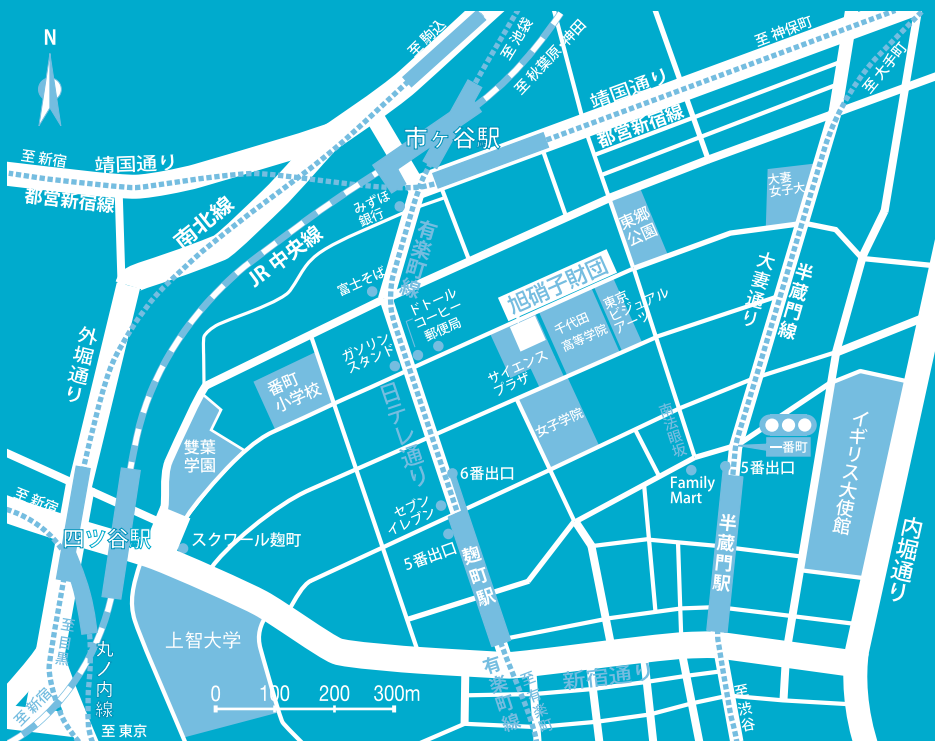 N
至 駒込
至 池袋
至 秋葉原・神田
至 神保町
至 大手町
靖国通り
都営新宿線
市ヶ谷駅
至 新宿
靖国通り
都営新宿線
南北線
JR 中央線
みずほ
銀行
有楽町線
大妻
女子大
東郷
公園
富士そば
ドトール
コーヒー
郵便局
旭硝子財団
東京
ビジュアル
アーツ
千代田
高等学院
大妻通り
半蔵門線
外堀通り
ガソリン
スタンド
サイエンス
プラザ
番町
小学校
日テレ通り
女子学院
南法眼坂
雙葉
学園
一番町
イギリス大使館
6番出口
5番出口
Family
Mart
セブン
イレブン
至 新宿
四ツ谷駅
スクワール麹町
5番出口
麹町駅
半蔵門駅
内堀通り
上智大学
至 目黒
丸ノ内線
0 100 200 300m
有楽町線
新宿通り
至 渋谷
至 新宿
至 東京